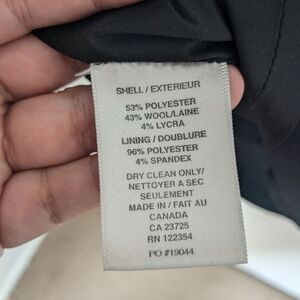 SHELL / EXTERIEUR
53% POLYESTER
43% WOOL/LAINE
4% LYCRA
LINING / DOUBLURE
96% POLYESTER
4% SPANDEX
DRY CLEAN ONLY/
NETTOYER A SEC
SEULEMENT
MADE IN / FAIT AU
CANADA
CA 23725
RN 122354
PO #19044